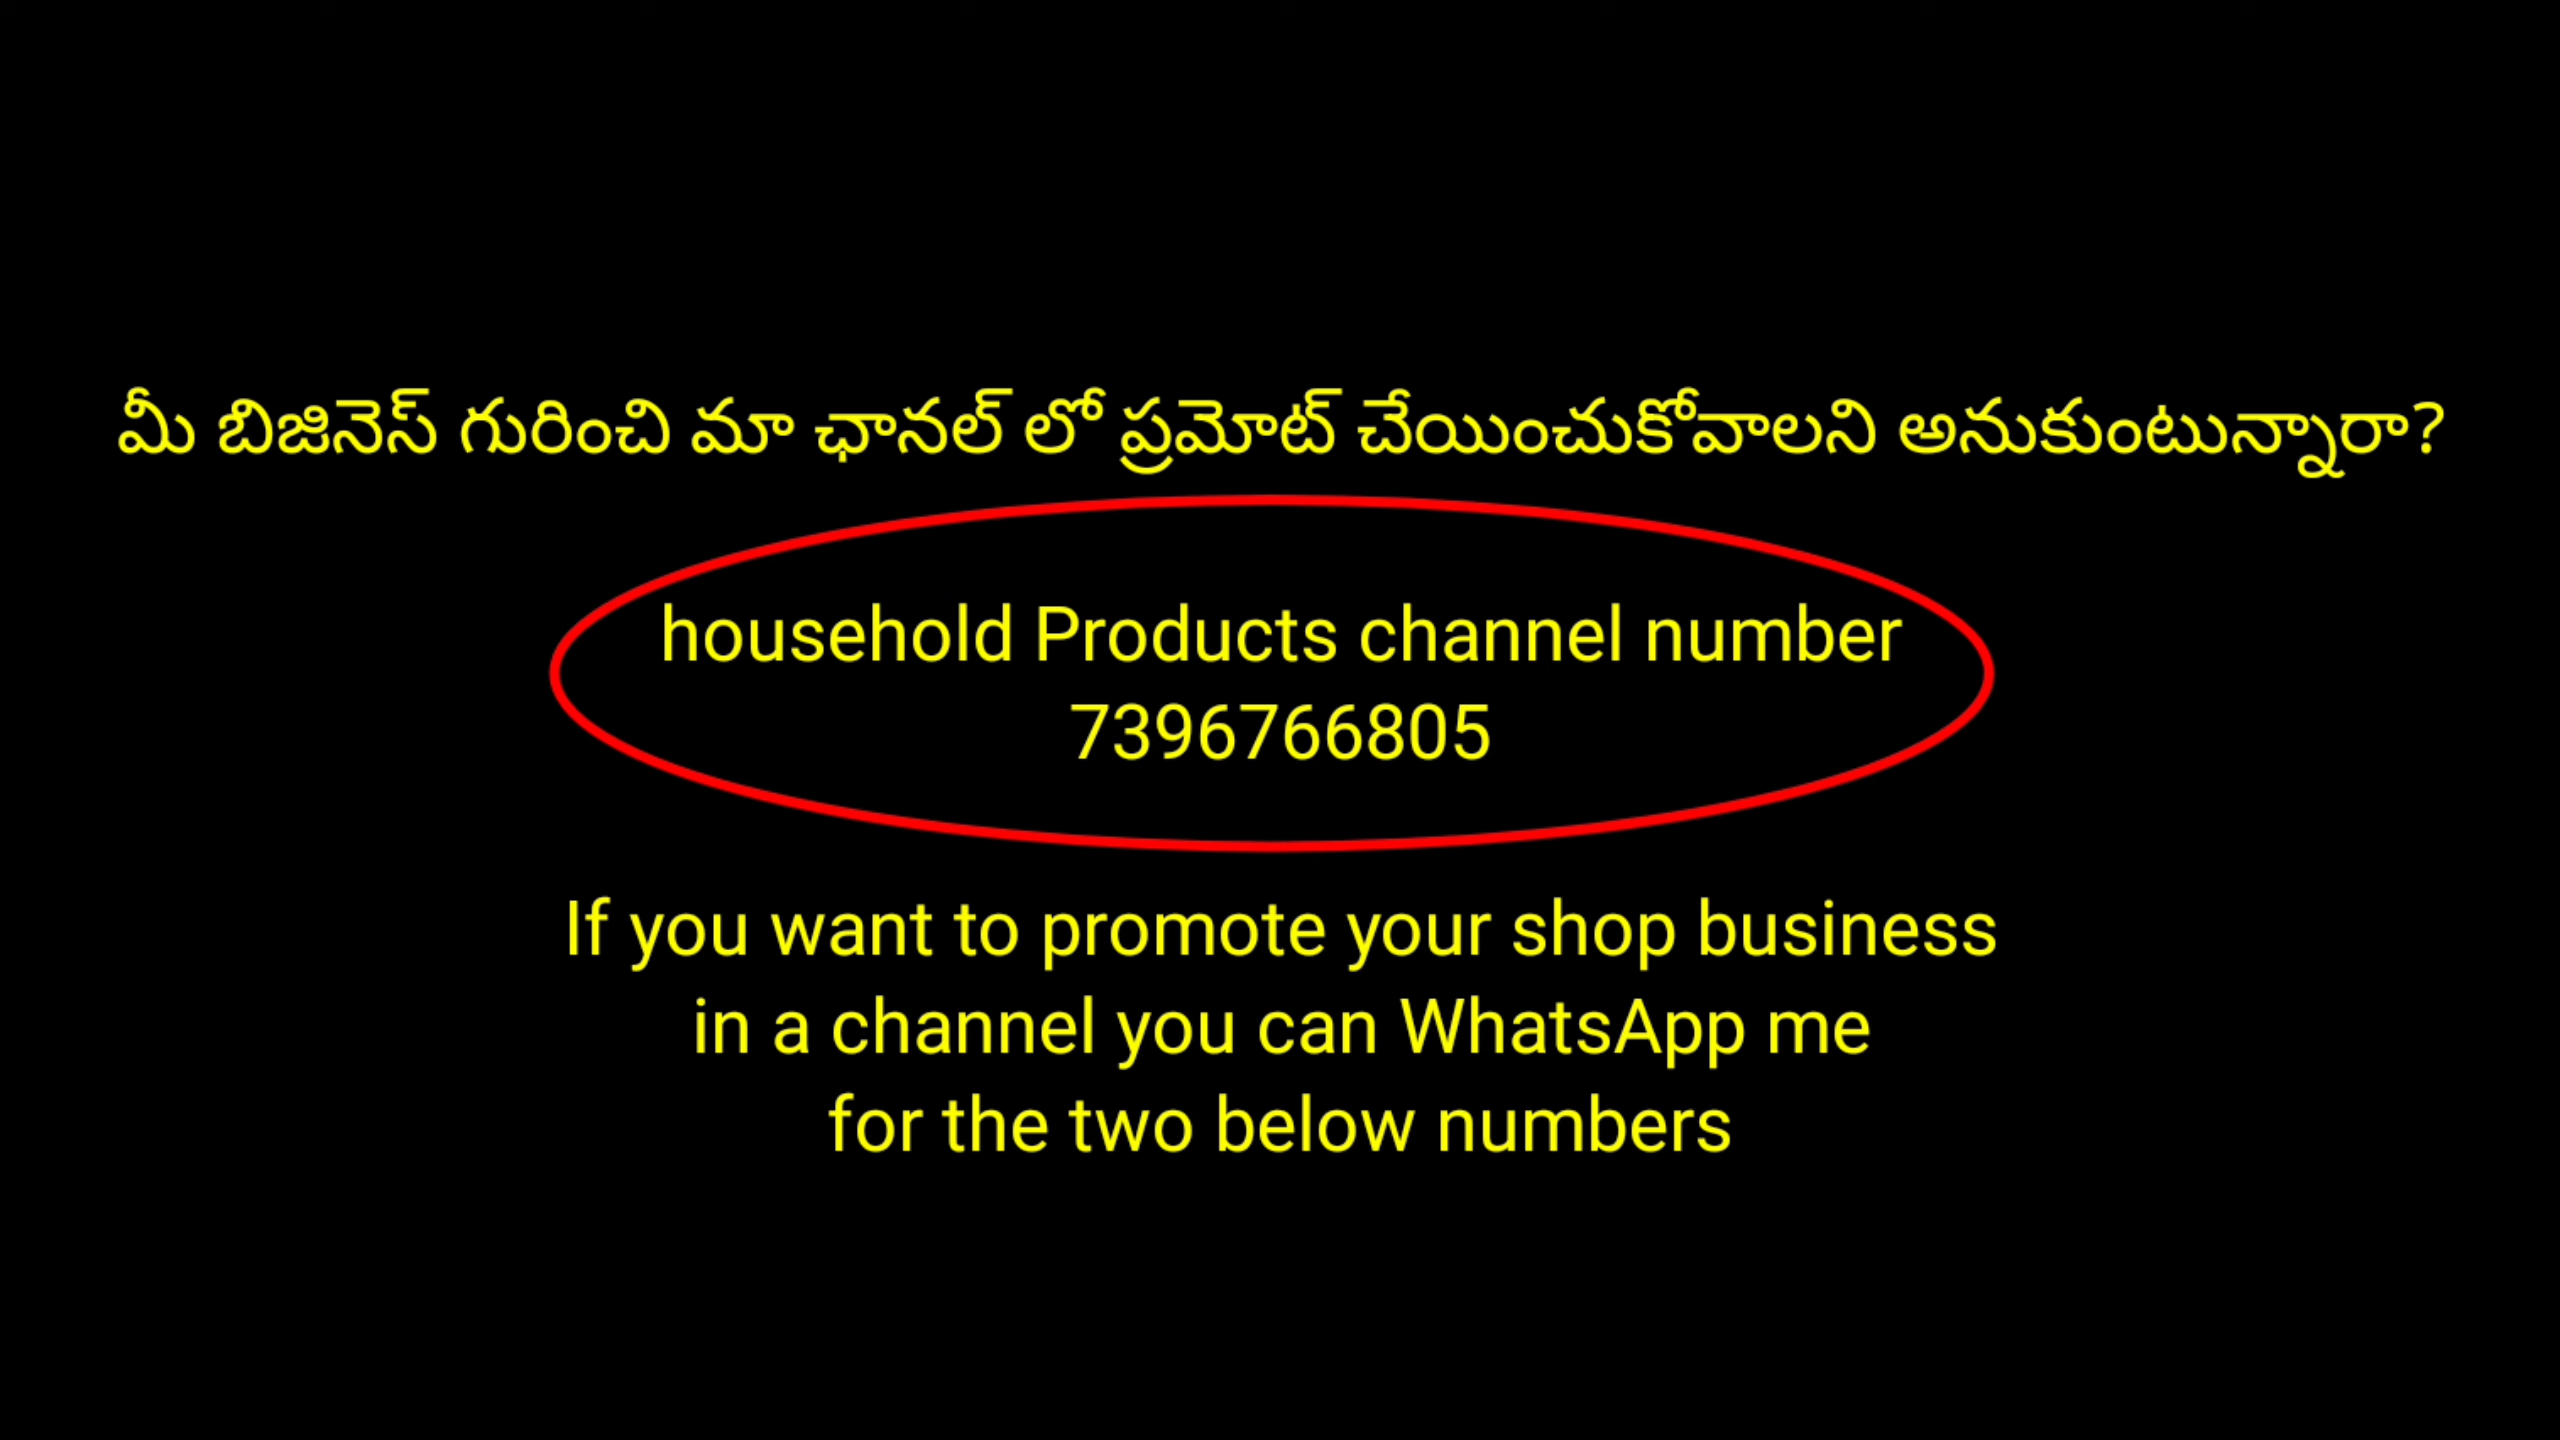 మీ బిజినెస్ గురించి మా ఛానల్ లో ప్రమోట్ చేయించుకోవాలని అనుకుంటున్నారా?
household Products channel number
7396766805
If you want to promote your shop business
in a channel you can WhatsApp me
for the two below numbers